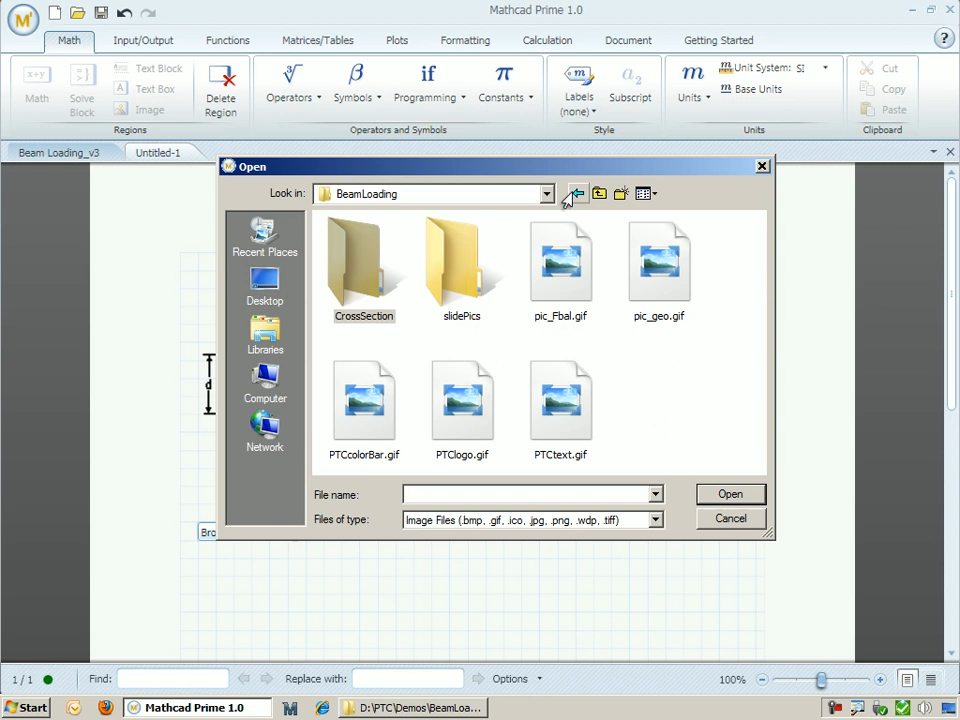 Mathcad Prime 1.0
Math Input/Output Functions Matrices/Tables Plots Formatting Calculation Document Getting Started
Math
Solve
Block
Text Block
Text Box
Image
Delete
Region
Regions
Operators
Symbols
Programming
Constants
Operators and Symbols
Labels
(none)
Subscript
Style
Units
Unit System: SI
Base Units
Units
Cut
Copy
Paste
Clipboard
Beam Loading_v3 Untitled-1
Open
Look in: BeamLoading
Recent Places
Desktop
Libraries
Computer
Network
CrossSection slidePics pic_Fbal.gif pic_geo.gif
PTCcolorBar.gif PTClogo.gif PTCtext.gif
File name: Open
Files of type: Image Files (.bmp, .gif, .ico, .jpg, .png, .wdp, .tiff) Cancel
d
Bro
1 / 1 Find: Replace with: Options 100%
Start Mathcad Prime 1.0 D:\PTC\Demos\BeamLoa...